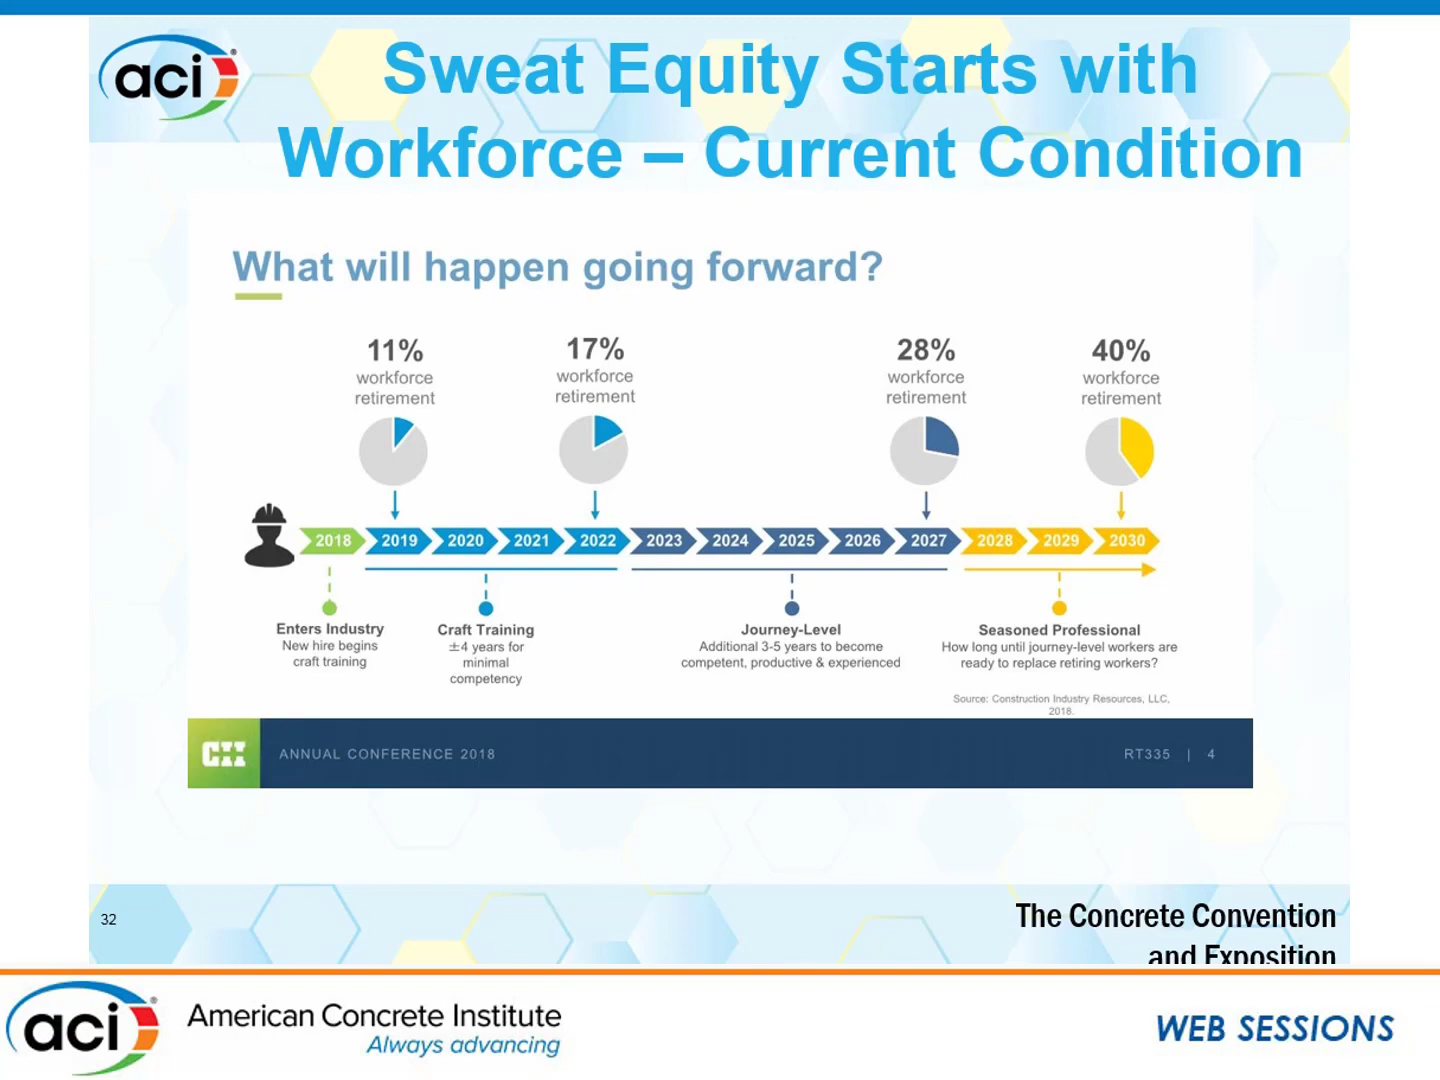 aci®
Sweat Equity Starts with
Workforce – Current Condition
What will happen going forward?
11%
workforce
retirement
17%
workforce
retirement
28%
workforce
retirement
40%
workforce
retirement
2018 2019 2020 2021 2022 2023 2024 2025 2026 2027 2028 2029 2030
Enters Industry
New hire begins
craft training
Craft Training
±4 years for
minimal
competency
Journey-Level
Additional 3-5 years to become
competent, productive & experienced
Seasoned Professional
How long until journey-level workers are
ready to replace retiring workers?
Source: Construction Industry Resources, LLC,
2018.
CII ANNUAL CONFERENCE 2018 RT335 | 4
32
The Concrete Convention
and Exposition
aci®
American Concrete Institute
Always advancing
WEB SESSIONS